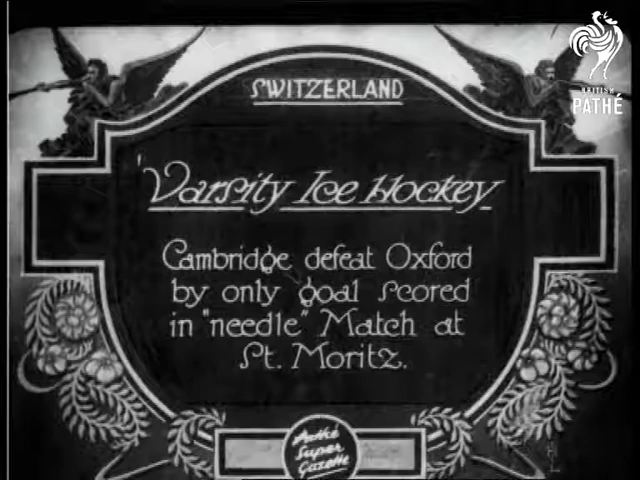 BRITISH
PATHÉ
SWITZERLAND
'Varsity Ice Hockey
Cambridge defeat Oxford
by only goal scored
in "needle" Match at
St. Moritz.
Pathé
Super
Gazette